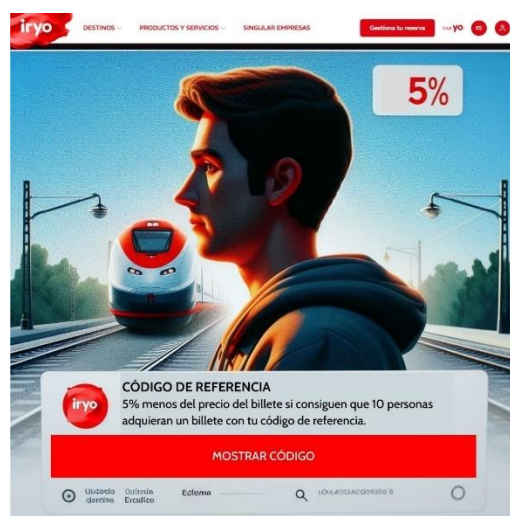 iryo
DESTINOS
PRODUCTOS Y SERVICIOS
SINGULAR EMPRESAS
Gestiona tu reserva
YO
es
5%
CÓDIGO DE REFERENCIA
iryo
5% menos del precio del billete si consiguen que 10 personas
adquieran un billete con tu código de referencia.
MOSTRAR CÓDIGO